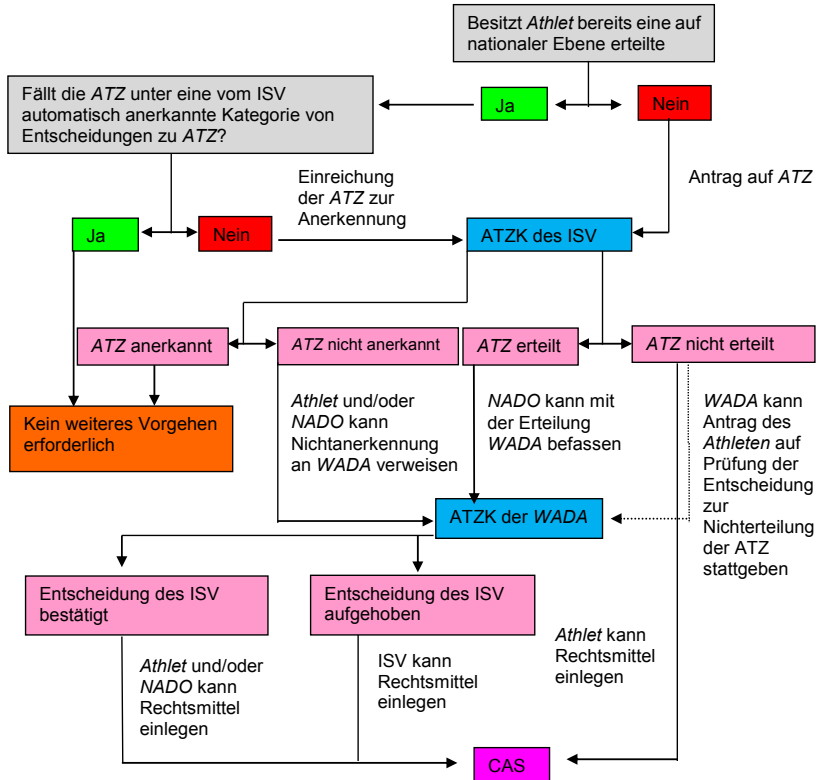 Besitzt Athlet bereits eine auf
nationaler Ebene erteilte
Fällt die ATZ unter eine vom ISV
automatisch anerkannte Kategorie von
Entscheidungen zu ATZ?
Ja
Nein
Einreichung
der ATZ zur
Anerkennung
Antrag auf ATZ
Ja
Nein
ATZK des ISV
ATZ anerkannt
ATZ nicht anerkannt
ATZ erteilt
ATZ nicht erteilt
Kein weiteres Vorgehen
erforderlich
Athlet und/oder
NADO kann
Nichtanerkennung
an WADA verweisen
NADO kann mit
der Erteilung
WADA befassen
WADA kann
Antrag des
Athleten auf
Prüfung der
Entscheidung
zur
Nichterteilung
der ATZ
stattgeben
ATZK der WADA
Entscheidung des ISV
bestätigt
Entscheidung des ISV
aufgehoben
Athlet und/oder
NADO kann
Rechtsmittel
einlegen
ISV kann
Rechtsmittel
einlegen
Athlet kann
Rechtsmittel
einlegen
CAS